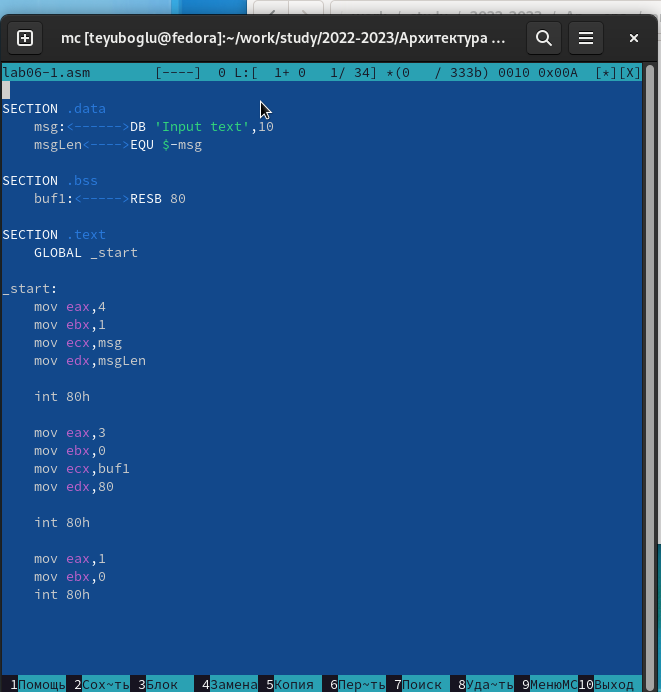 mc [teyuboglu@fedora]:~/work/study/2022-2023/Архитектура ...
lab06-1.asm [----] 0 L:[ 1+ 0 1/ 34] *(0 / 333b) 0010 0x00A [*][X]
SECTION .data
msg:<------>DB 'Input text',10
msgLen<---->EQU $-msg
SECTION .bss
buf1:<----->RESB 80
SECTION .text
GLOBAL _start
_start:
mov eax,4
mov ebx,1
mov ecx,msg
mov edx,msgLen
int 80h
mov eax,3
mov ebx,0
mov ecx,buf1
mov edx,80
int 80h
mov eax,1
mov ebx,0
int 80h
1Помощь 2Сох~ть 3Блок 4Замена 5Копия 6Пер~ть 7Поиск 8Уда~ть 9МенюMC 10Выход